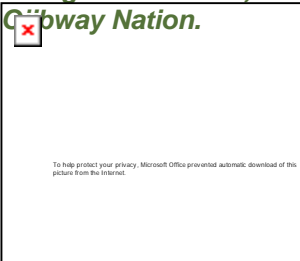 Ojibway Nation.
To help protect your privacy, Microsoft Office prevented automatic download of this
picture from the Internet.